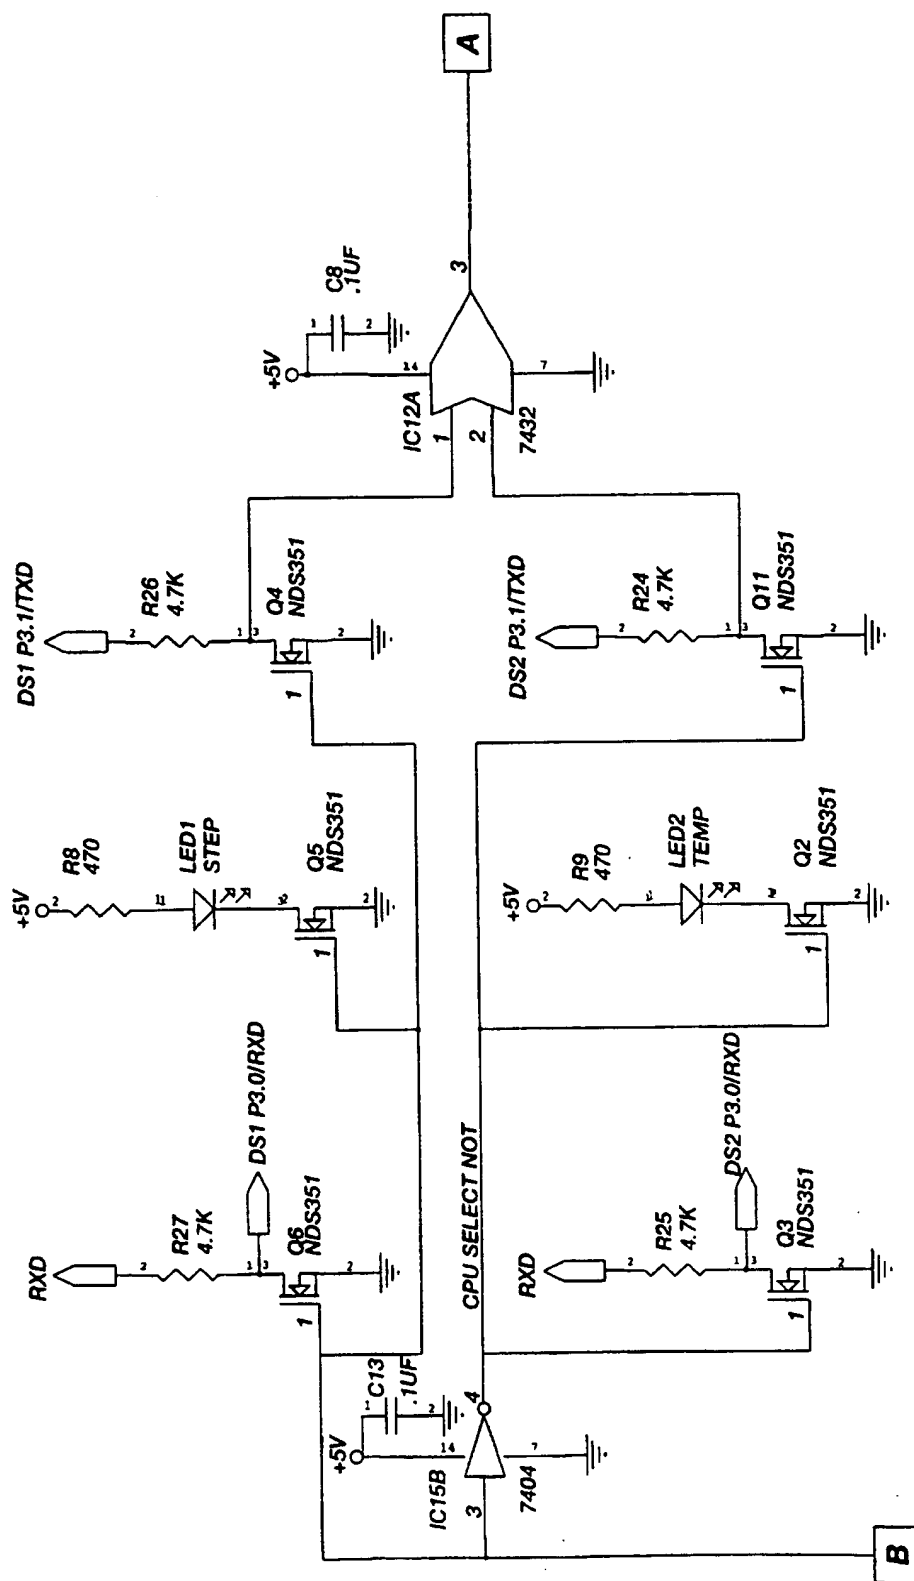 A
+5V
1
2
C8
.1UF
14
IC12A
1
2
7432
7
3
DS1 P3.1/TXD
2
R26
4.7K
1
3
Q4
NDS351
2
1
DS2 P3.1/TXD
2
R24
4.7K
1
3
Q11
NDS351
2
1
+5V
2
R8
470
LED1
STEP
Q5
NDS351
2
1
+5V
2
R9
470
LED2
TEMP
Q2
NDS351
2
1
RXD
2
R27
4.7K
1
3
DS1 P3.0/RXD
Q6
NDS351
2
1
CPU SELECT NOT
RXD
2
R25
4.7K
1
3
DS2 P3.0/RXD
Q3
NDS351
2
1
+5V
1
2
C13
.1UF
14
IC15B
3
4
7404
7
B